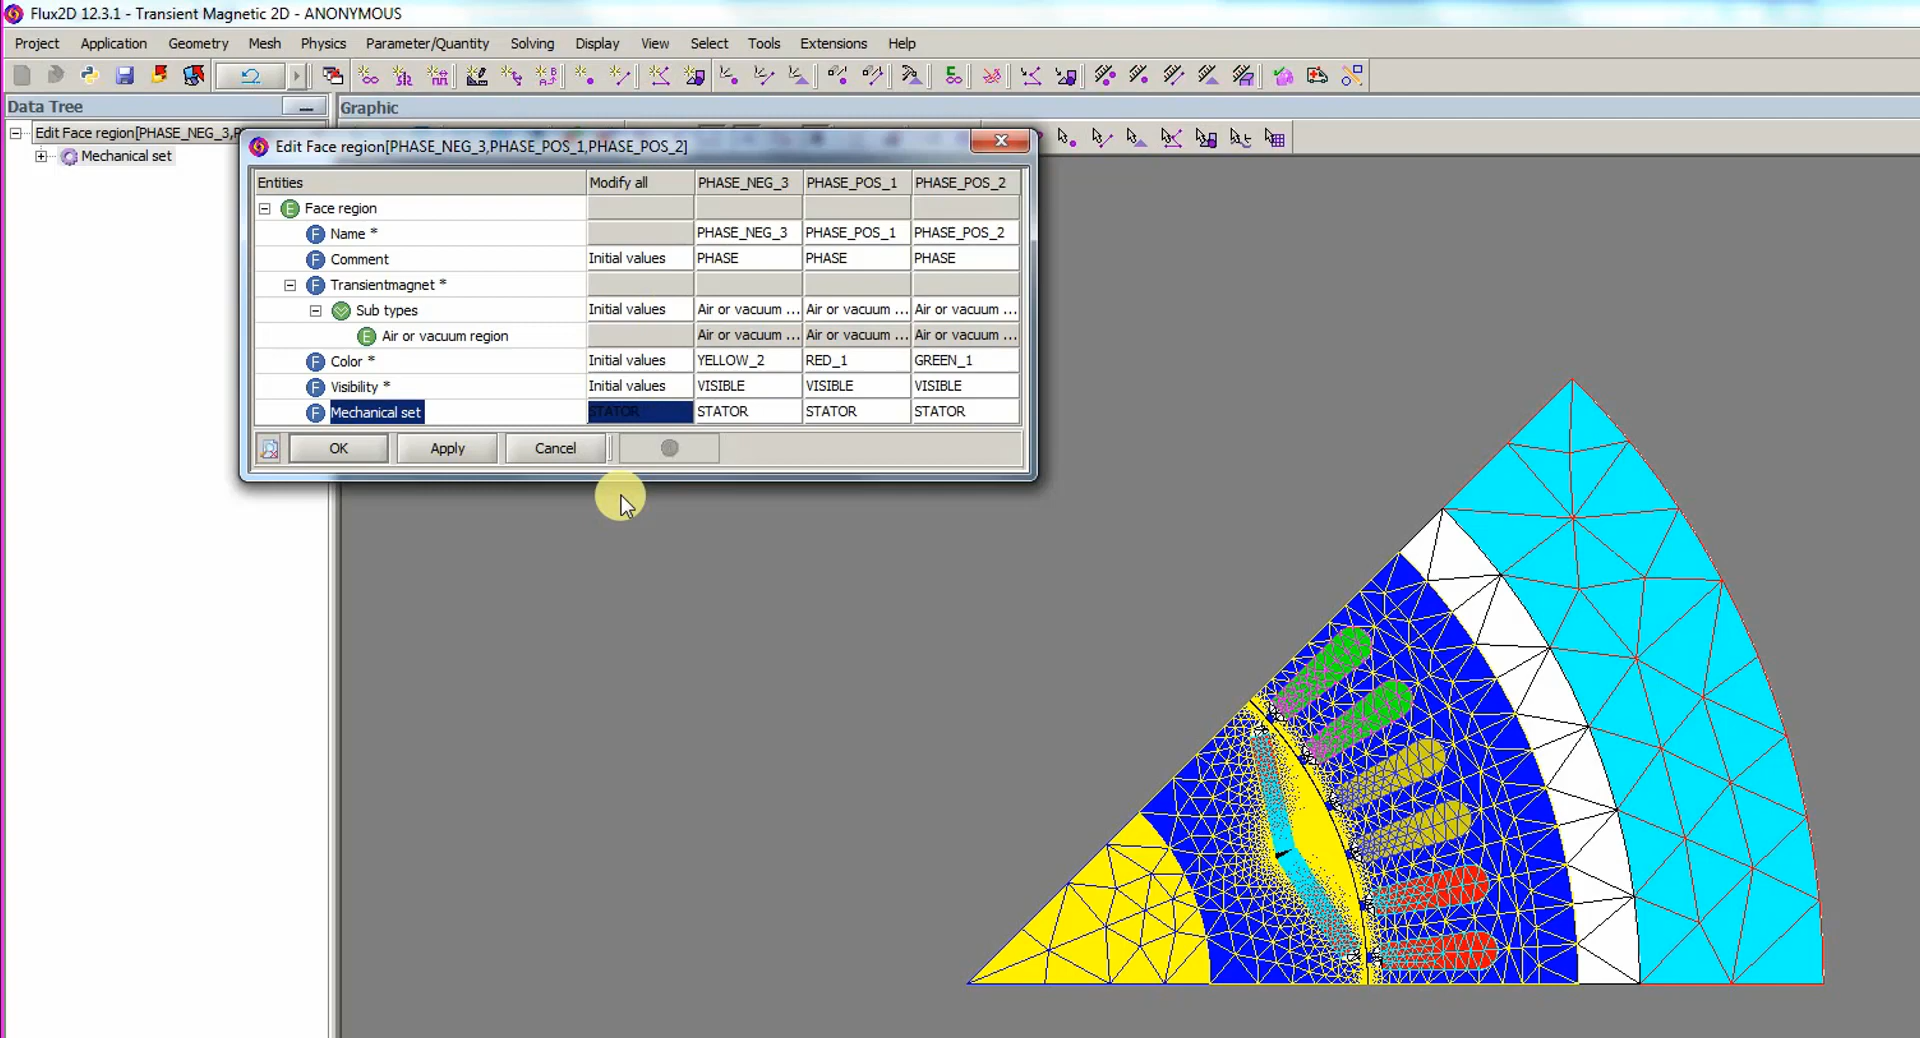 Flux2D 12.3.1 - Transient Magnetic 2D - ANONYMOUS
Project Application Geometry Mesh Physics Parameter/Quantity Solving Display View Select Tools Extensions Help
Data Tree
Graphic
Edit Face region[PHASE_NEG_3,P
Mechanical set
Edit Face region[PHASE_NEG_3,PHASE_POS_1,PHASE_POS_2]
Entities Modify all PHASE_NEG_3 PHASE_POS_1 PHASE_POS_2
Face region
Name * PHASE_NEG_3 PHASE_POS_1 PHASE_POS_2
Comment Initial values PHASE PHASE PHASE
Transientmagnet *
Sub types Initial values Air or vacuum ... Air or vacuum ... Air or vacuum ...
Air or vacuum region Air or vacuum ... Air or vacuum ... Air or vacuum ...
Color * Initial values YELLOW_2 RED_1 GREEN_1
Visibility * Initial values VISIBLE VISIBLE VISIBLE
Mechanical set STATOR STATOR STATOR STATOR
OK Apply Cancel